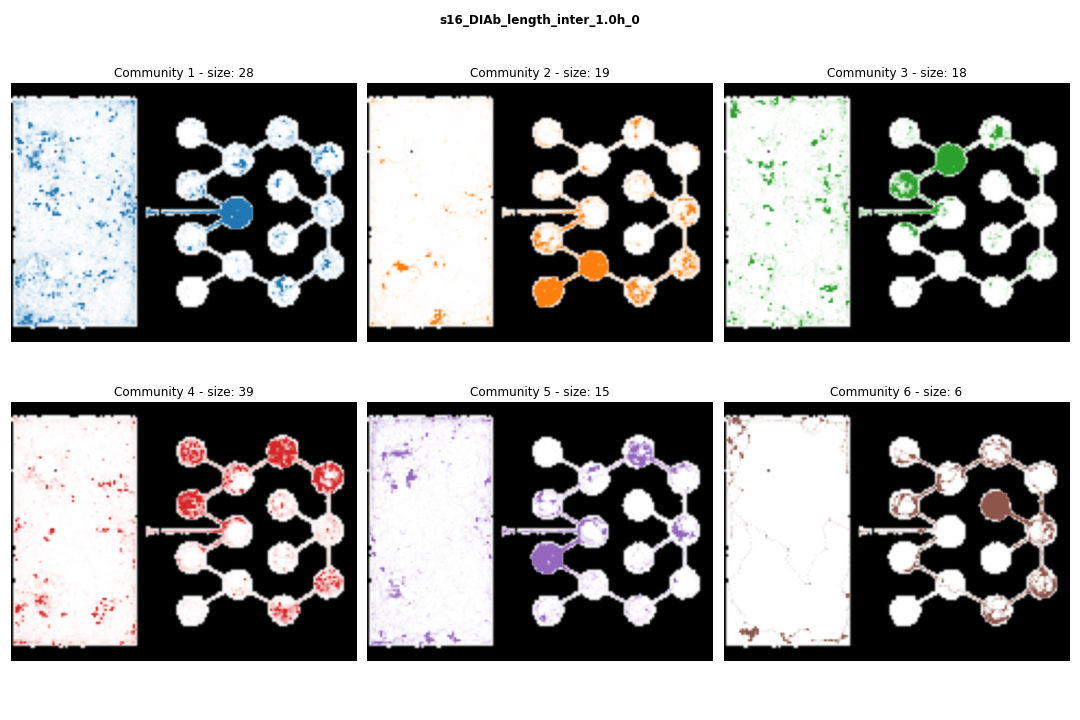 s16_DIAb_length_inter_1.0h_0
Community 1 - size: 28
Community 2 - size: 19
Community 3 - size: 18
Community 4 - size: 39
Community 5 - size: 15
Community 6 - size: 6